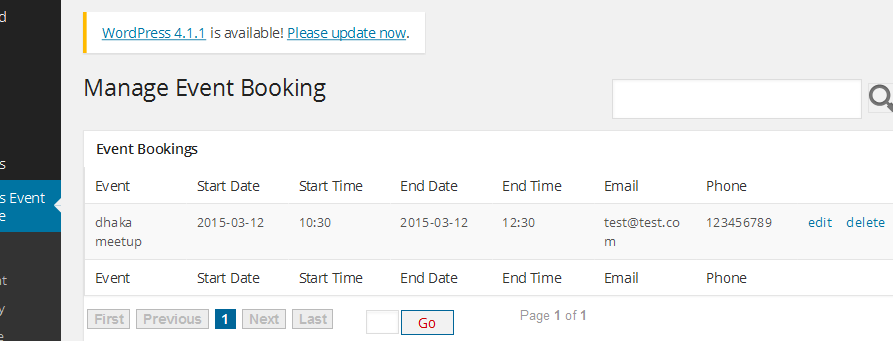 d
WordPress 4.1.1 is available! Please update now.
Manage Event Booking
s
Event Bookings
s Event
e
Event Start Date Start Time End Date End Time Email Phone
dhaka 2015-03-12 10:30 2015-03-12 12:30 test@test.co 123456789 edit delete
meetup m
Event Start Date Start Time End Date End Time Email Phone
nt
y
e
First Previous 1 Next Last Go Page 1 of 1